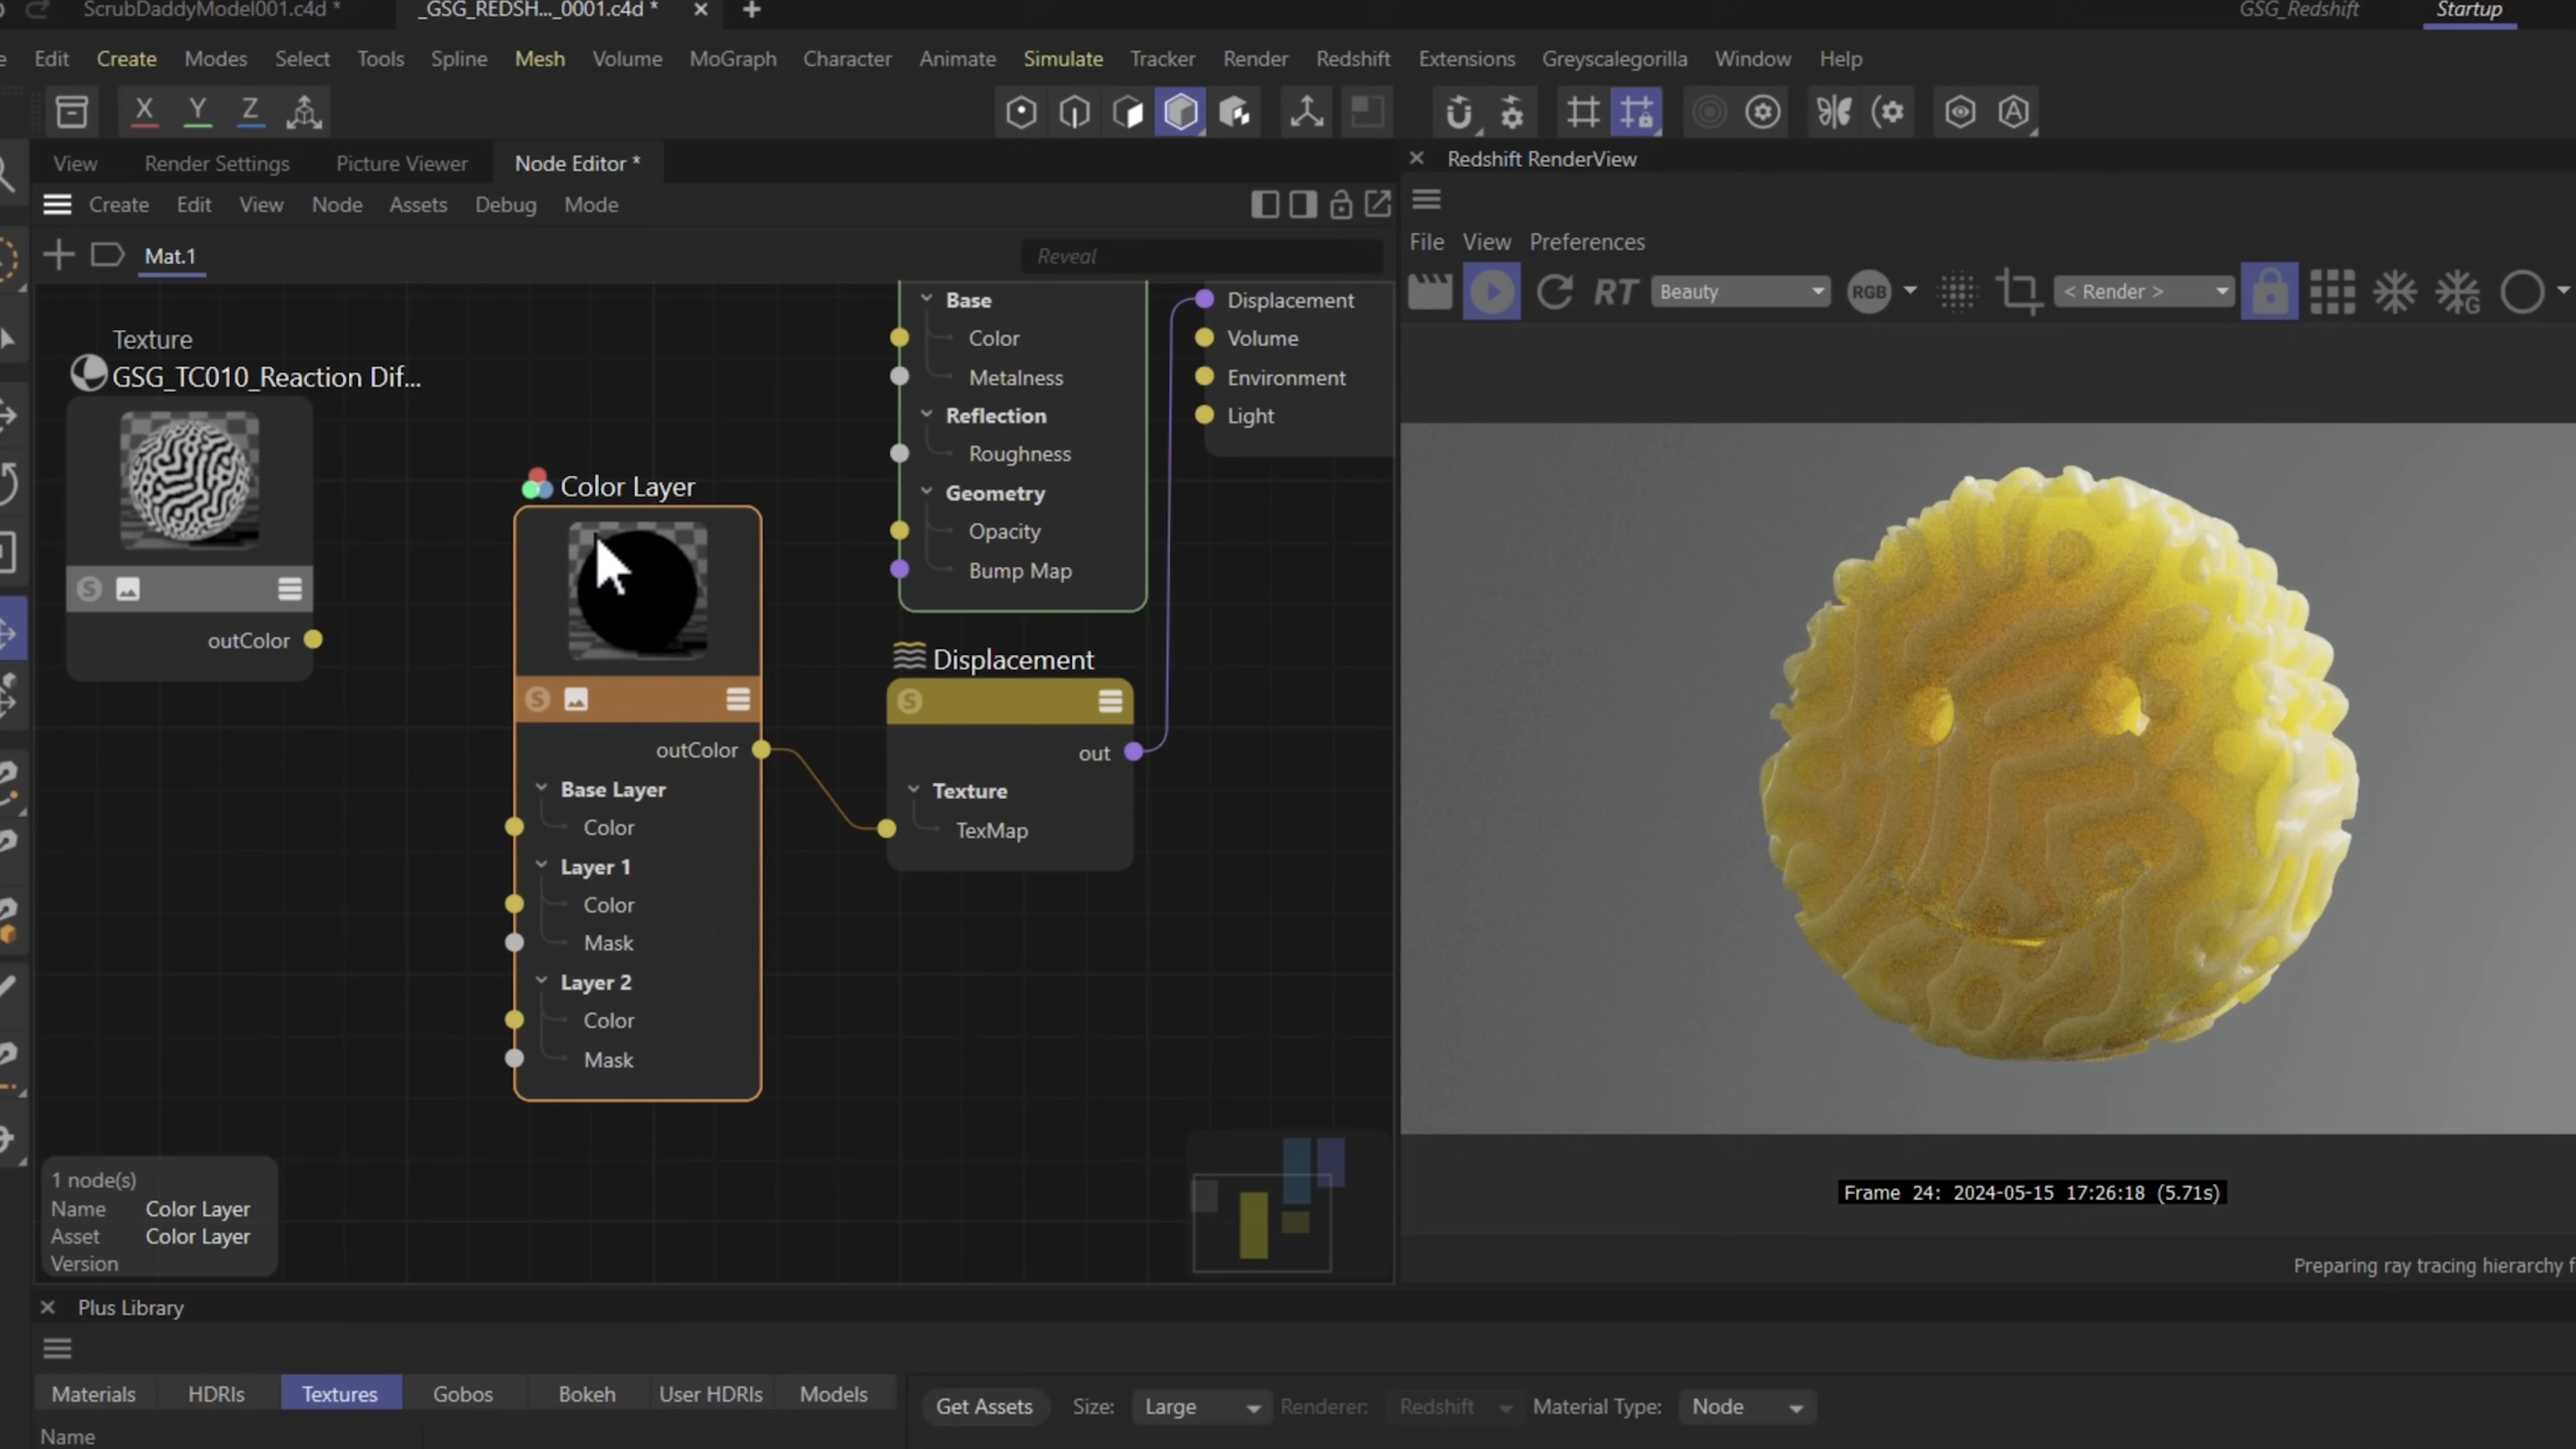 ScrubDaddyModel001.c4d *
_GSG_REDSH..._0001.c4d *
GSG_Redshift
Startup
Edit Create Modes Select Tools Spline Mesh Volume MoGraph Character Animate Simulate Tracker Render Redshift Extensions Greyscalegorilla Window Help
X Y Z
View Render Settings Picture Viewer Node Editor *
Redshift RenderView
Create Edit View Node Assets Debug Mode
Mat.1
Reveal
File View Preferences
RT Beauty RGB < Render >
Texture
GSG_TC010_Reaction Dif...
S
outColor
Color Layer
S
outColor
Base Layer
Color
Layer 1
Color
Mask
Layer 2
Color
Mask
Base
Color
Metalness
Reflection
Roughness
Geometry
Opacity
Bump Map
Displacement
Volume
Environment
Light
Displacement
S
out
Texture
TexMap
1 node(s)
Name Color Layer
Asset Color Layer
Version
Frame 24: 2024-05-15 17:26:18 (5.71s)
Preparing ray tracing hierarchy f
Plus Library
Materials HDRIs Textures Gobos Bokeh User HDRIs Models
Get Assets Size: Large Renderer: Redshift Material Type: Node
Name